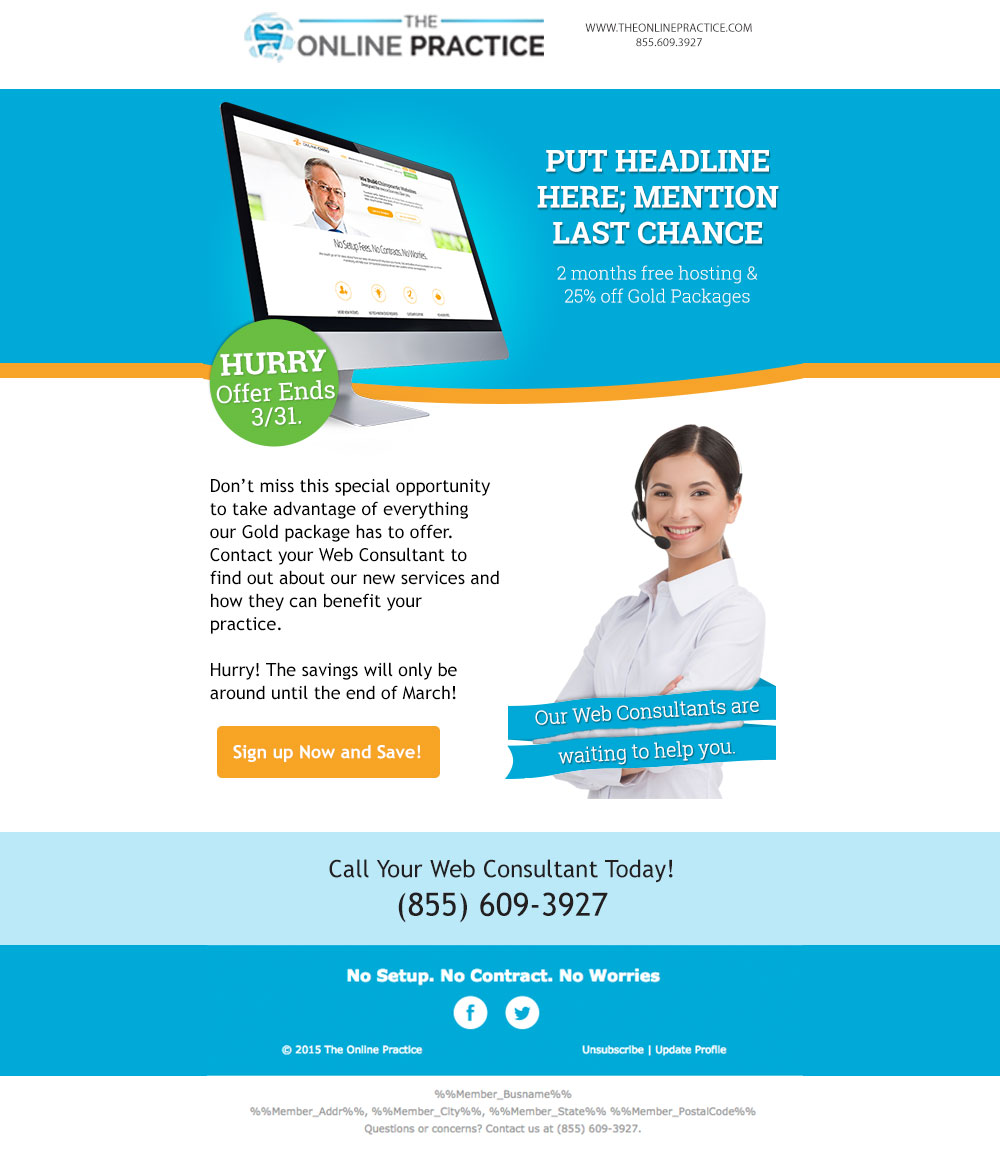 THE
ONLINE PRACTICE
WWW.THEONLINEPRACTICE.COM
855.609.3927
PUT HEADLINE
HERE; MENTION
LAST CHANCE
2 months free hosting &
25% off Gold Packages
We Build Chiropractic Websites
No Setup Fees. No Contracts. No Worries.
HURRY
Offer Ends
3/31.
Don’t miss this special opportunity
to take advantage of everything
our Gold package has to offer.
Contact your Web Consultant to
find out about our new services and
how they can benefit your
practice.
Hurry! The savings will only be
around until the end of March!
Sign up Now and Save!
Our Web Consultants are
waiting to help you.
Call Your Web Consultant Today!
(855) 609-3927
No Setup. No Contract. No Worries
© 2015 The Online Practice
Unsubscribe | Update Profile
%%Member_Busname%%
%%Member_Addr%%, %%Member_City%%, %%Member_State%% %%Member_PostalCode%%
Questions or concerns? Contact us at (855) 609-3927.